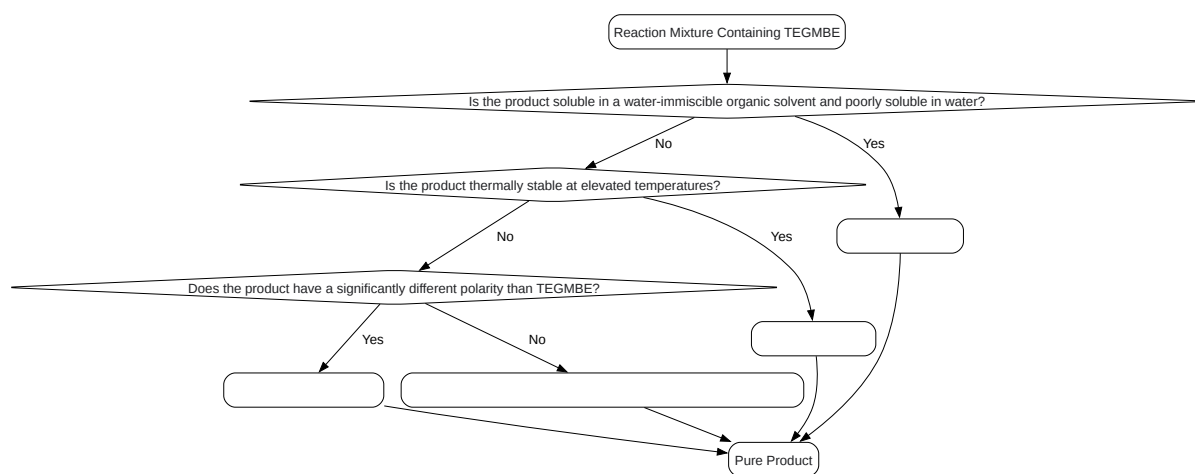 Reaction Mixture Containing TEGMBE
Is the product soluble in a water-immiscible organic solvent and poorly soluble in water?
No
Yes
Is the product thermally stable at elevated temperatures?
No
Yes
Does the product have a significantly different polarity than TEGMBE?
Yes
No
Pure Product